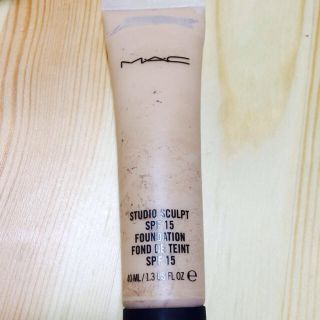 MAC
STUDIO SCULPT
SPF 15
FOUNDATION
FOND DE TEINT
SPF 15
40 ML / 1.3 US FL OZ ℮